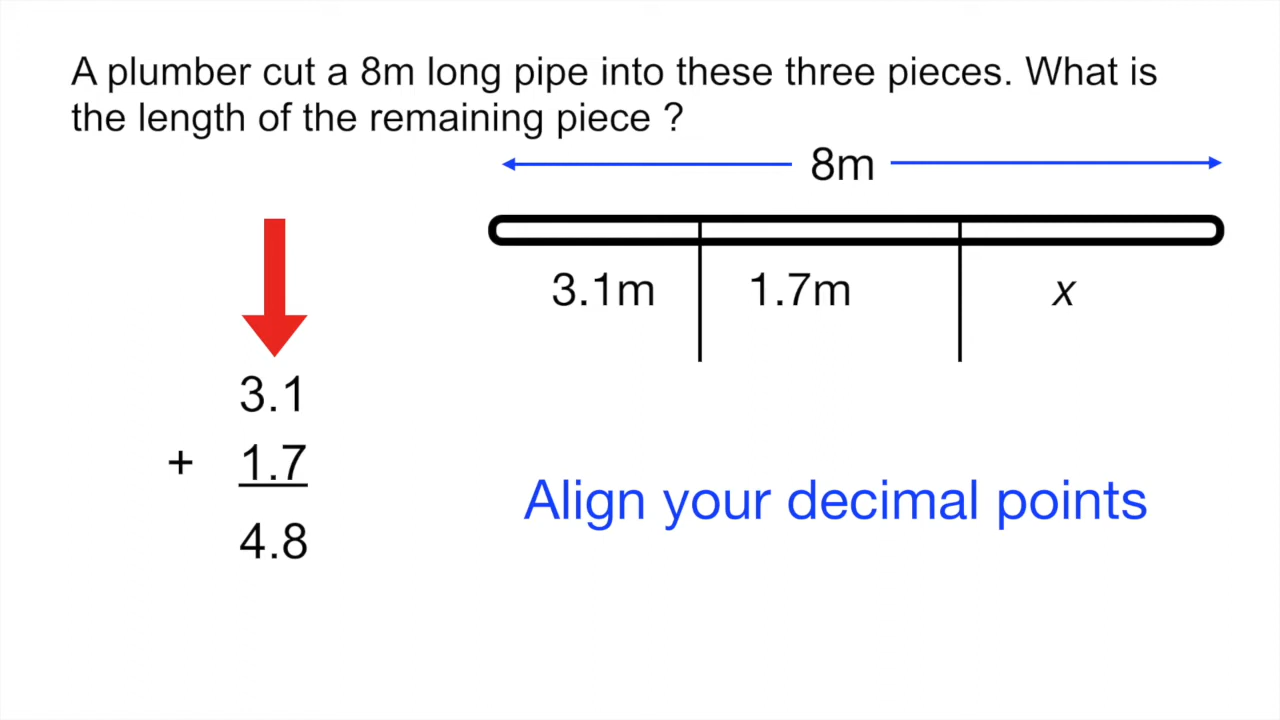 A plumber cut a 8m long pipe into these three pieces. What is
the length of the remaining piece ?
8m
3.1m 1.7m x
3.1
+ 1.7
4.8
Align your decimal points